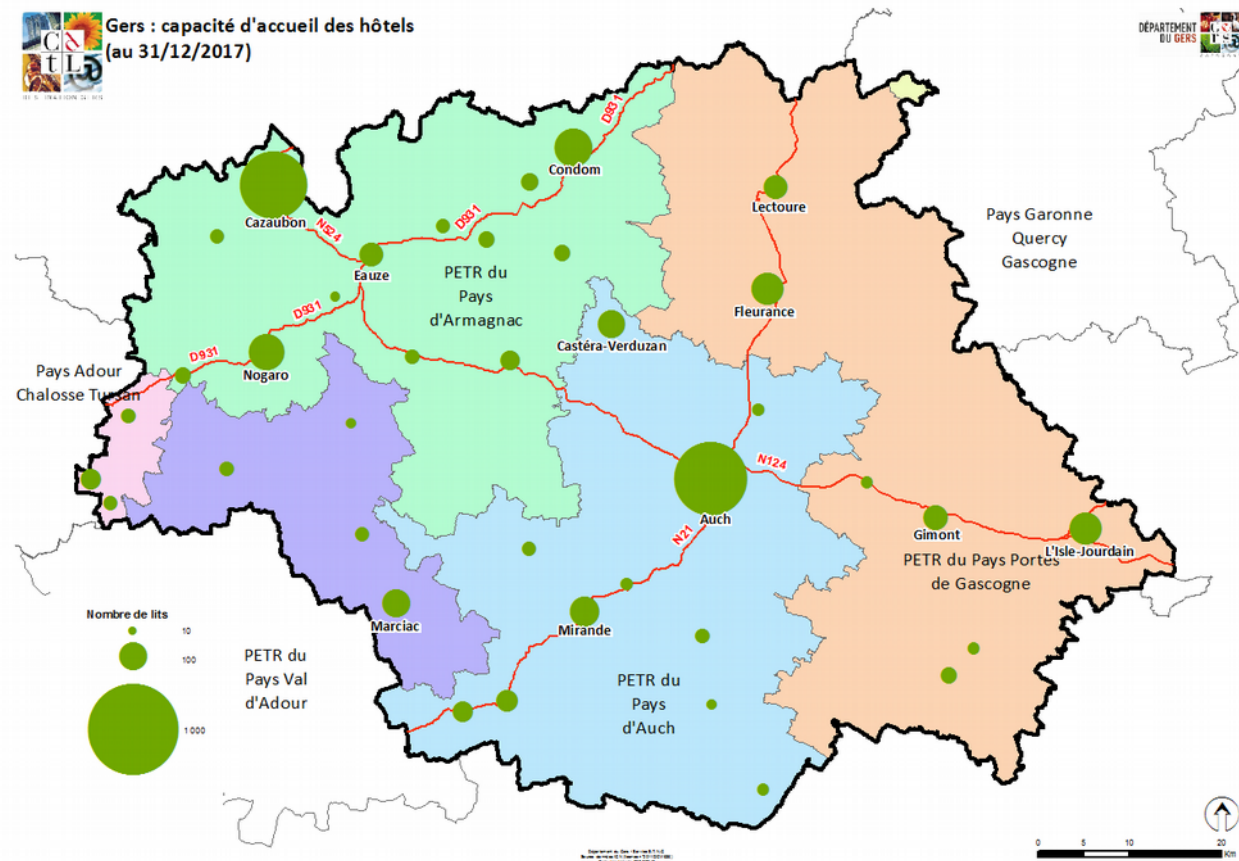 Gers : capacité d'accueil des hôtels
(au 31/12/2017)
C & t L
DÉPARTEMENT
DU GERS
D931
Condom
Cazaubon
N524
D931
Lectoure
Pays Garonne
Quercy
Gascogne
Eauze
PETR du
Pays
d'Armagnac
D931
Fleurance
Castéra-Verduzan
D931
Nogaro
Pays Adour
Chalosse Tursan
N124
Auch
N21
Gimont
L'Isle-Jourdain
PETR du Pays Portes
de Gascogne
Marciac
Mirande
Nombre de lits
10
100
1 000
PETR du
Pays Val
d'Adour
PETR du
Pays
d'Auch
0 5 10 20
Km